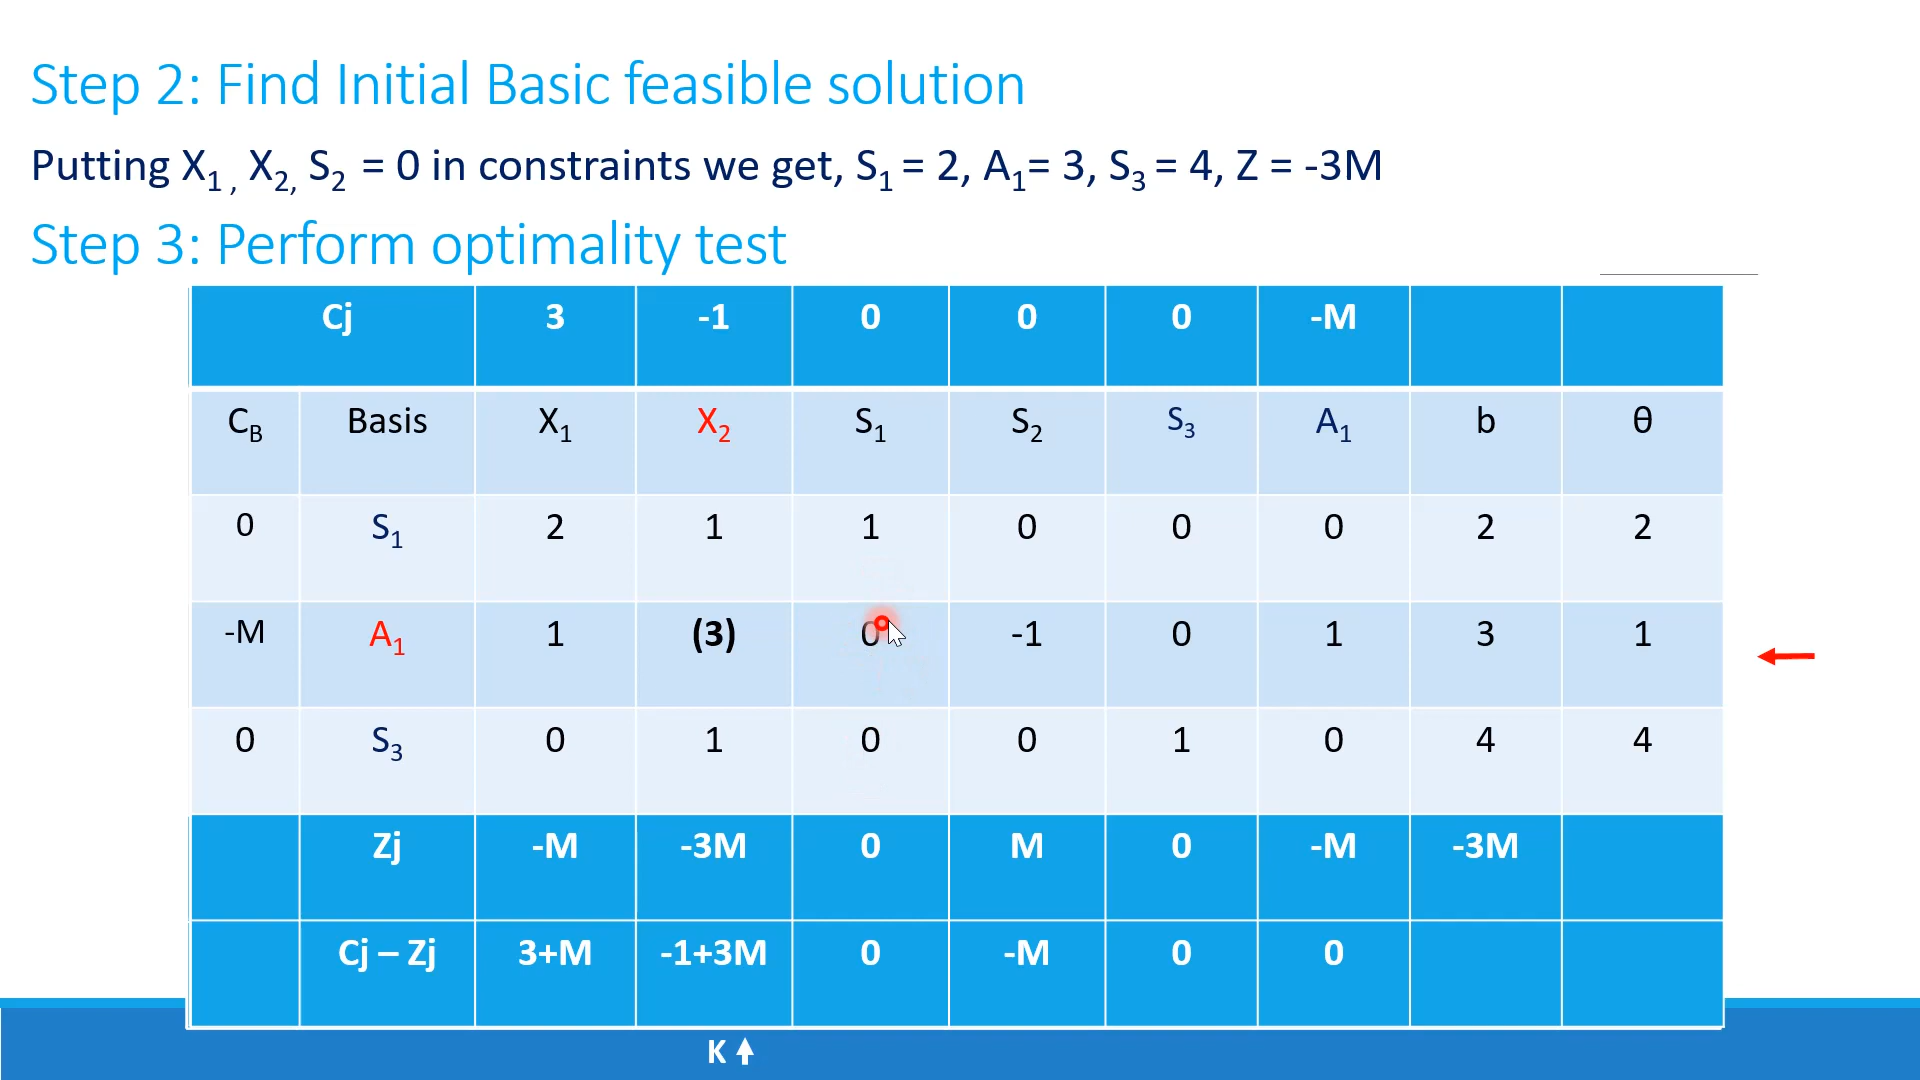 Step 2: Find Initial Basic feasible solution
Putting X1 , X2, S2 = 0 in constraints we get, S1 = 2, A1= 3, S3 = 4, Z = -3M
Step 3: Perform optimality test
Cj 3 -1 0 0 0 -M
CB Basis X1 X2 S1 S2 S3 A1 b θ
0 S1 2 1 1 0 0 0 2 2
-M A1 1 (3) 0 -1 0 1 3 1
0 S3 0 1 0 0 1 0 4 4
Zj -M -3M 0 M 0 -M -3M
Cj – Zj 3+M -1+3M 0 -M 0 0
K